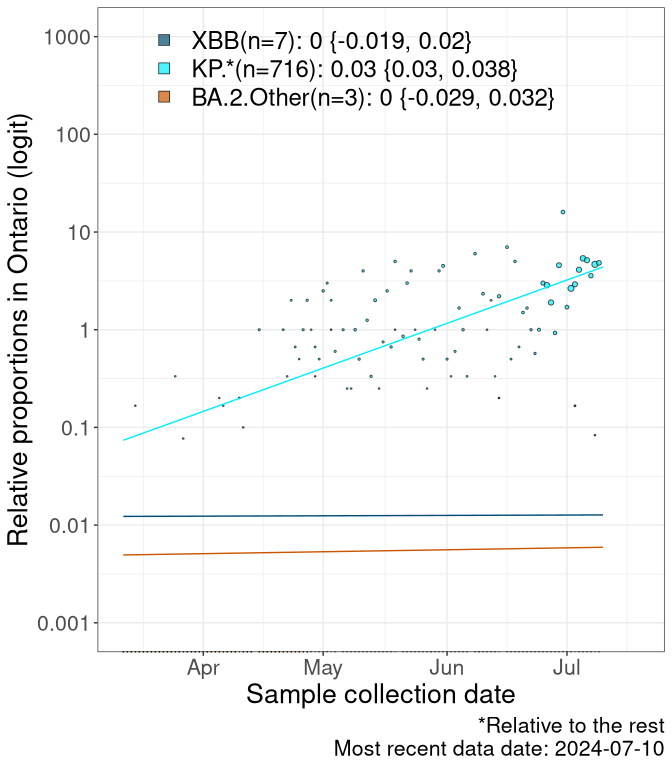 XBB(n=7): 0 {-0.019, 0.02}
KP.*(n=716): 0.03 {0.03, 0.038}
BA.2.Other(n=3): 0 {-0.029, 0.032}
Relative proportions in Ontario (logit)
1000
100
10
1
0.1
0.01
0.001
Apr May Jun Jul
Sample collection date
*Relative to the rest
Most recent data date: 2024-07-10